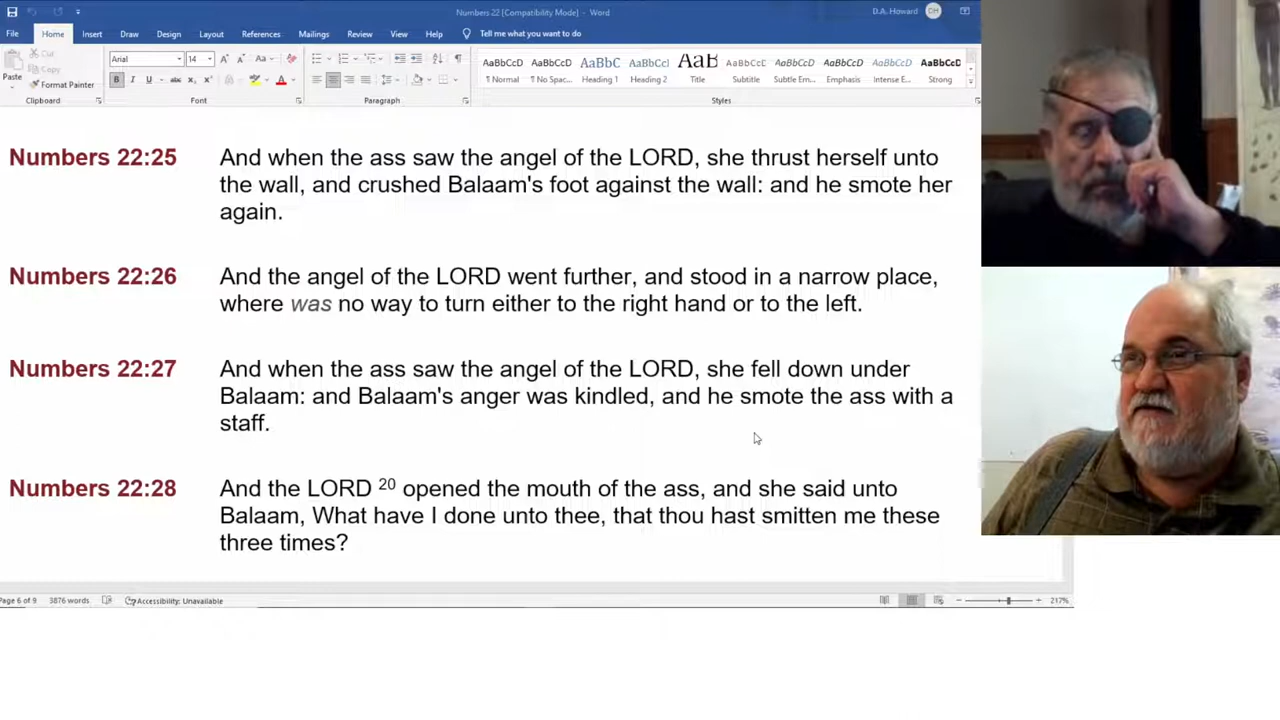 Numbers 22 [Compatibility Mode] - Word
D.A. Howard
DH
File Home Insert Draw Design Layout References Mailings Review View Help Tell me what you want to do
Cut
Copy
Paste Format Painter
Arial 14
Clipboard Font Paragraph Styles
AaBbCcD AaBbCcD AaBbC AaBbCcI AaB AaBbCcD AaBbCcD AaBbCcD AaBbCcD AaBbCcD
¶ Normal ¶ No Spac... Heading 1 Heading 2 Title Subtitle Subtle Em... Emphasis Intense E... Strong
Numbers 22:25 And when the ass saw the angel of the LORD, she thrust herself unto
the wall, and crushed Balaam's foot against the wall: and he smote her
again.
Numbers 22:26 And the angel of the LORD went further, and stood in a narrow place,
where was no way to turn either to the right hand or to the left.
Numbers 22:27 And when the ass saw the angel of the LORD, she fell down under
Balaam: and Balaam's anger was kindled, and he smote the ass with a
staff.
Numbers 22:28 And the LORD 20 opened the mouth of the ass, and she said unto
Balaam, What have I done unto thee, that thou hast smitten me these
three times?
Page 6 of 9 3876 words Accessibility: Unavailable 217%